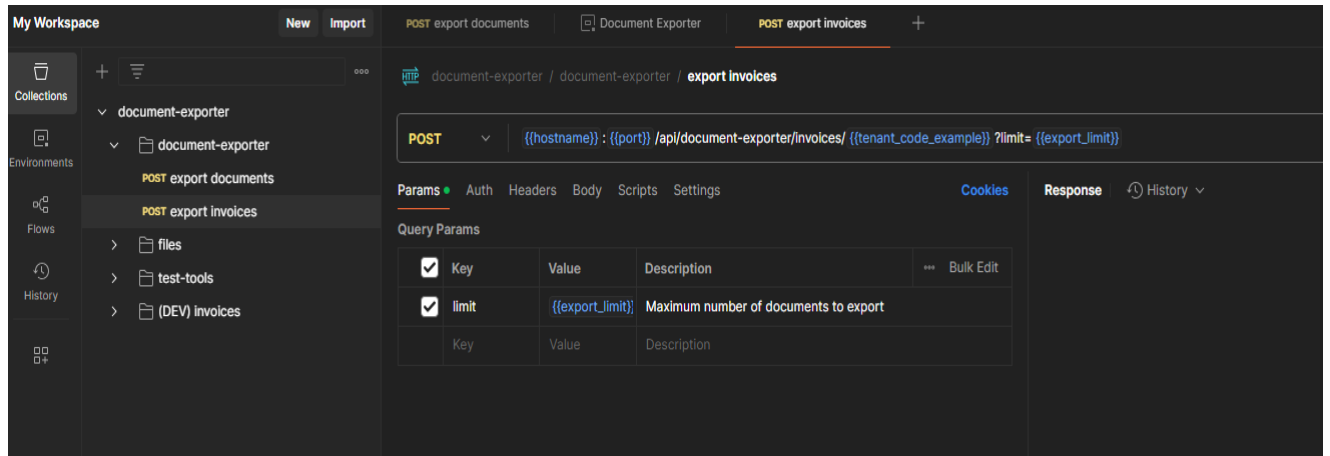 My Workspace New Import POST export documents Document Exporter POST export invoices
Collections
Environments
Flows
History
document-exporter
document-exporter
POST export documents
POST export invoices
files
test-tools
(DEV) invoices
HTTP document-exporter / document-exporter / export invoices
POST {{hostname}} : {{port}} /api/document-exporter/invoices/ {{tenant_code_example}} ?limit= {{export_limit}}
Params Auth Headers Body Scripts Settings Cookies Response History
Query Params
Key Value Description Bulk Edit
limit {{export_limit}} Maximum number of documents to export
Key Value Description